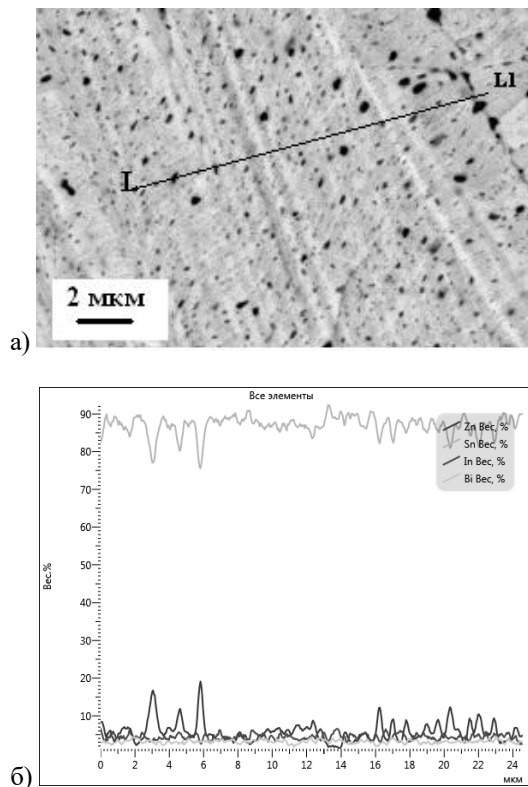 L1
L
2 мкм
а)
Все элементы
Zn Вес, %
Sn Вес, %
In Вес, %
Bi Вес, %
90
80
70
60
50
40
30
20
10
Вес.%
0 2 4 6 8 10 12 14 16 18 20 22 24
мкм
б)